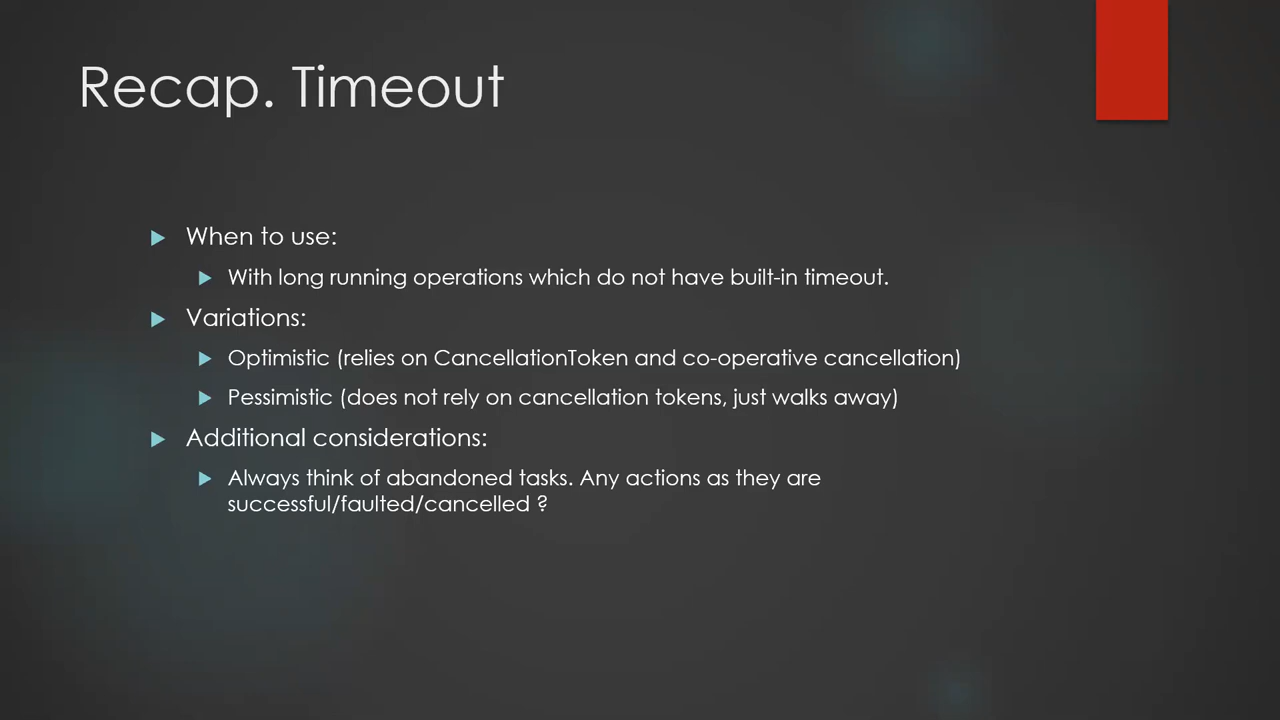 Recap. Timeout
When to use:
With long running operations which do not have built-in timeout.
Variations:
Optimistic (relies on CancellationToken and co-operative cancellation)
Pessimistic (does not rely on cancellation tokens, just walks away)
Additional considerations:
Always think of abandoned tasks. Any actions as they are
successful/faulted/cancelled ?